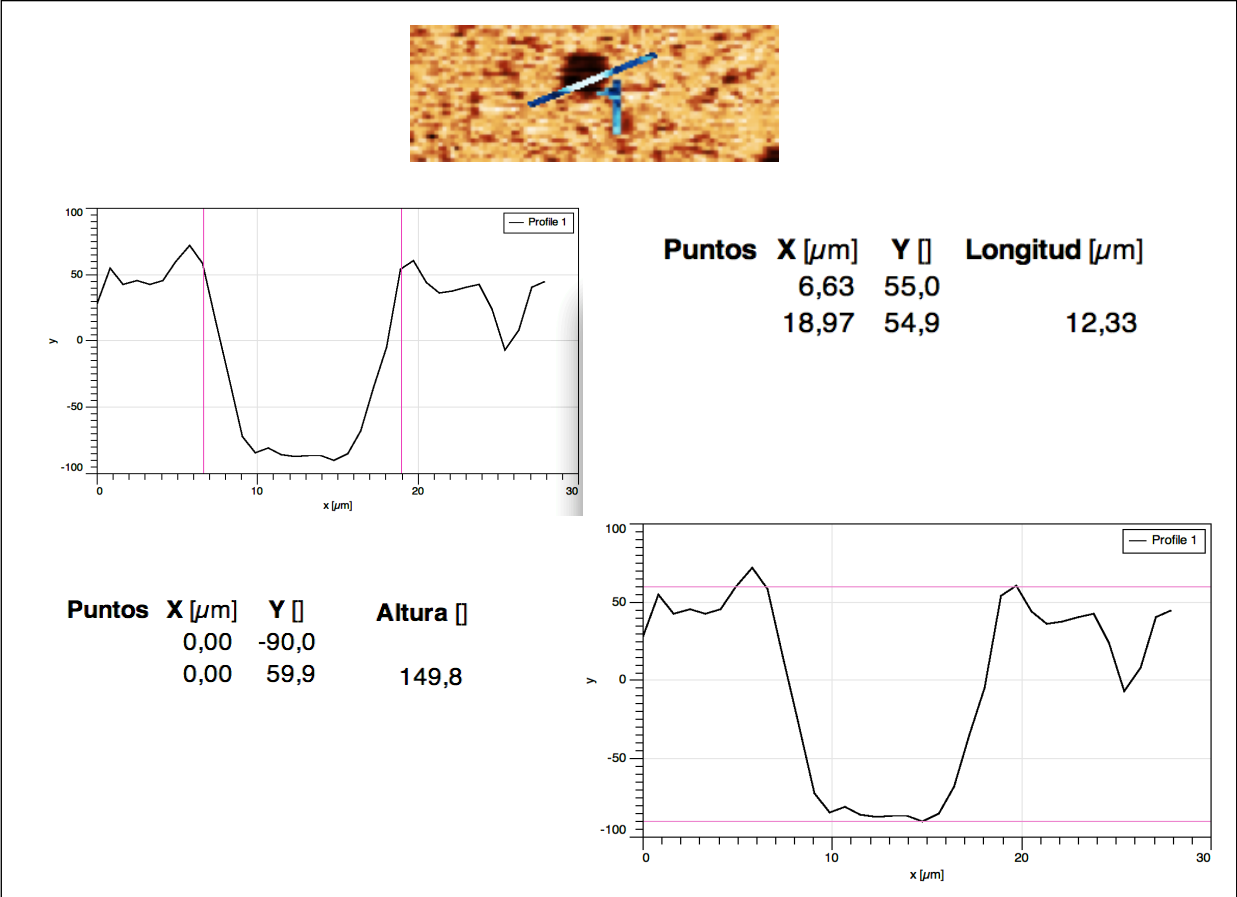 100
50
0
-50
-100
y
0 10 20 30
x [µm]
Profile 1
Puntos X [µm] Y [] Longitud [µm]
6,63 55,0
18,97 54,9 12,33
Puntos X [µm] Y [] Altura []
0,00 -90,0
0,00 59,9 149,8
100
50
0
-50
-100
y
0 10 20 30
x [µm]
Profile 1
1